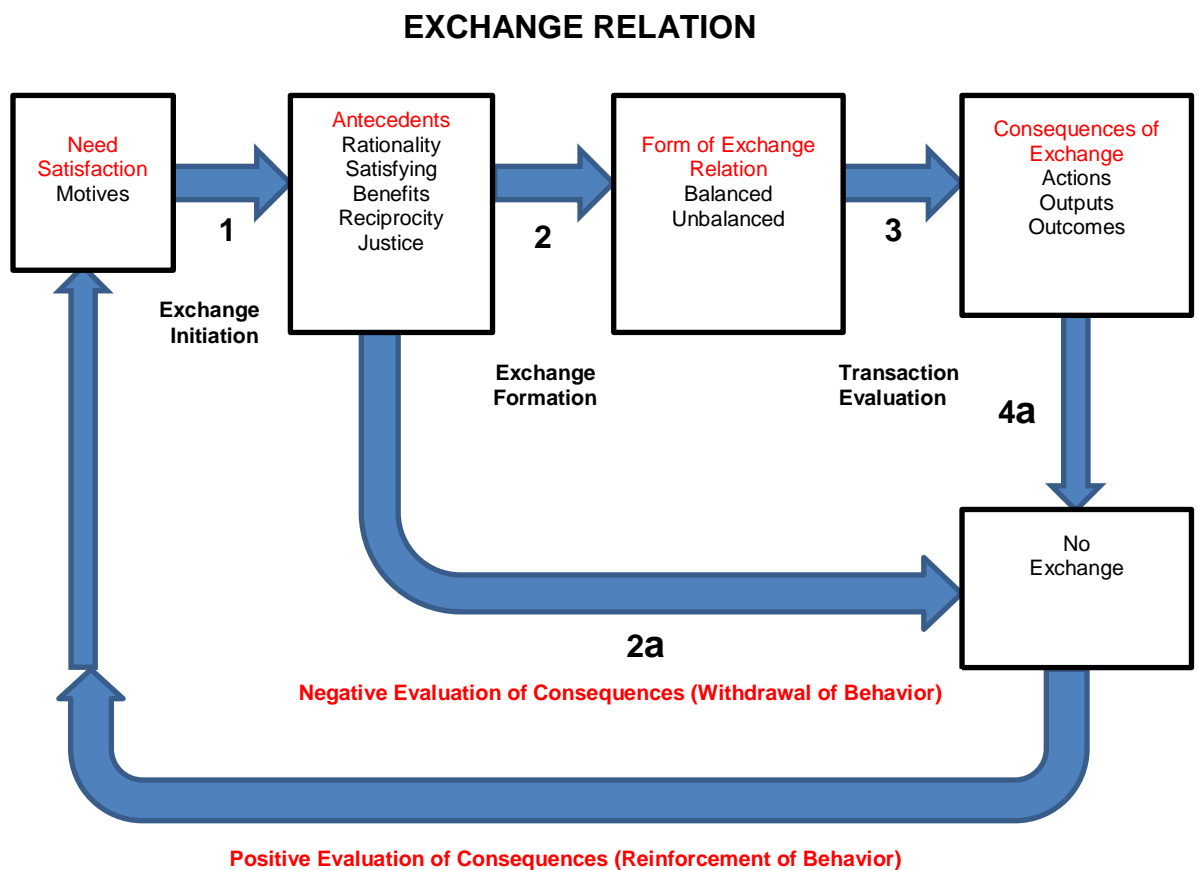 EXCHANGE RELATION
Need
Satisfaction
Motives
1
Exchange
Initiation
Antecedents
Rationality
Satisfying
Benefits
Reciprocity
Justice
2
Exchange
Formation
Form of Exchange
Relation
Balanced
Unbalanced
3
Transaction
Evaluation
Consequences of
Exchange
Actions
Outputs
Outcomes
4a
No
Exchange
2a
Negative Evaluation of Consequences (Withdrawal of Behavior)
Positive Evaluation of Consequences (Reinforcement of Behavior)